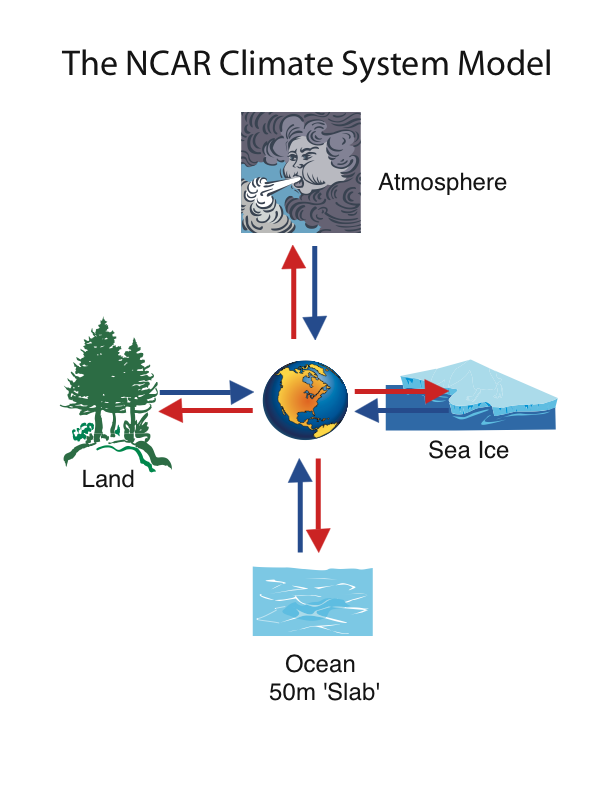 The NCAR Climate System Model
Atmosphere
Land
Sea Ice
Ocean
50m 'Slab'